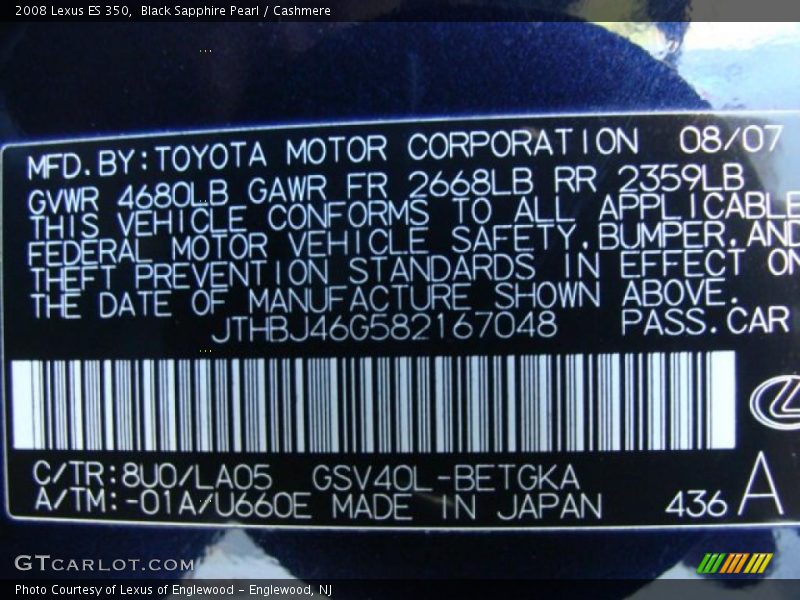 2008 Lexus ES 350,  Black Sapphire Pearl / Cashmere
MFD.BY:TOYOTA MOTOR CORPORATION 08/07
GVWR 4680LB GAWR FR 2668LB RR 2359LB
THIS VEHICLE CONFORMS TO ALL APPLICABLE
FEDERAL MOTOR VEHICLE SAFETY,BUMPER,AND
THEFT PREVENTION STANDARDS IN EFFECT ON
THE DATE OF MANUFACTURE SHOWN ABOVE.
JTHBJ46G582167048 PASS.CAR
C/TR:8U0/LA05 GSV40L-BETGKA
A/TM:-01A/U660E MADE IN JAPAN 436 A
GTCARLOT.COM
Photo Courtesy of Lexus of Englewood - Englewood, NJ